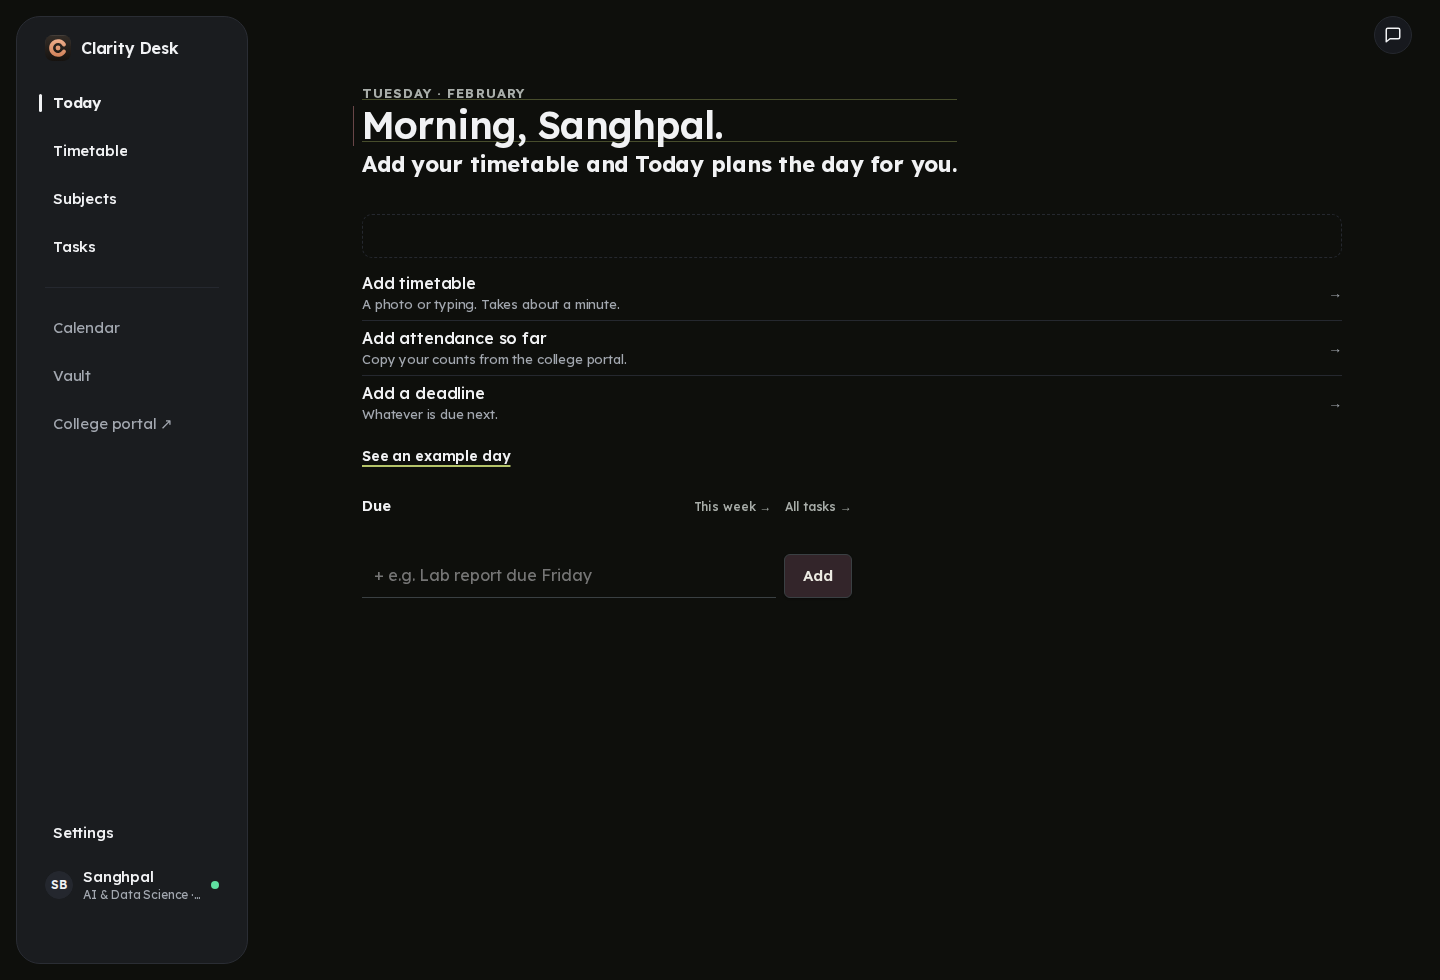 Clarity Desk
Today
Timetable
Subjects
Tasks
Calendar
Vault
College portal ↗
Settings
SB
Sanghpal
AI & Data Science ·…
TUESDAY · FEBRUARY
Morning, Sanghpal.
Add your timetable and Today plans the day for you.
Add timetable
A photo or typing. Takes about a minute.
→
Add attendance so far
Copy your counts from the college portal.
→
Add a deadline
Whatever is due next.
→
See an example day
Due
This week →
All tasks →
+ e.g. Lab report due Friday
Add